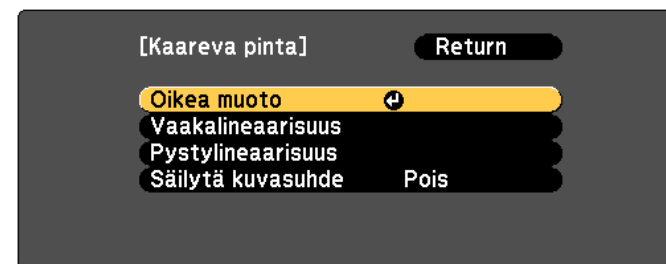 [Kaareva pinta] Return
Oikea muoto
Vaakalineaarisuus
Pystylineaarisuus
Säilytä kuvasuhde Pois